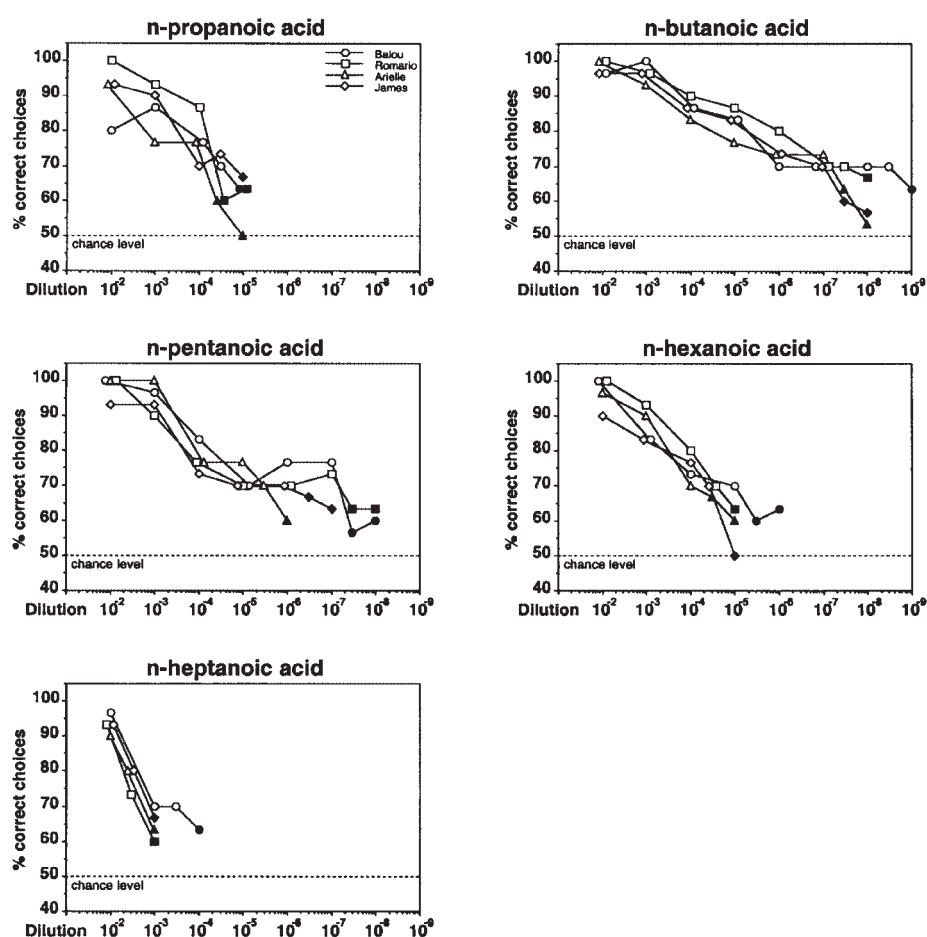 n-propanoic acid
% correct choices
100
90
80
70
60
50
40
Balou
Romario
Arielle
James
chance level
Dilution 10-2 10-3 10-4 10-5 10-6 10-7 10-8 10-9
n-butanoic acid
% correct choices
100
90
80
70
60
50
40
chance level
Dilution 10-2 10-3 10-4 10-5 10-6 10-7 10-8 10-9
n-pentanoic acid
% correct choices
100
90
80
70
60
50
40
chance level
Dilution 10-2 10-3 10-4 10-5 10-6 10-7 10-8 10-9
n-hexanoic acid
% correct choices
100
90
80
70
60
50
40
chance level
Dilution 10-2 10-3 10-4 10-5 10-6 10-7 10-8 10-9
n-heptanoic acid
% correct choices
100
90
80
70
60
50
40
chance level
Dilution 10-2 10-3 10-4 10-5 10-6 10-7 10-8 10-9